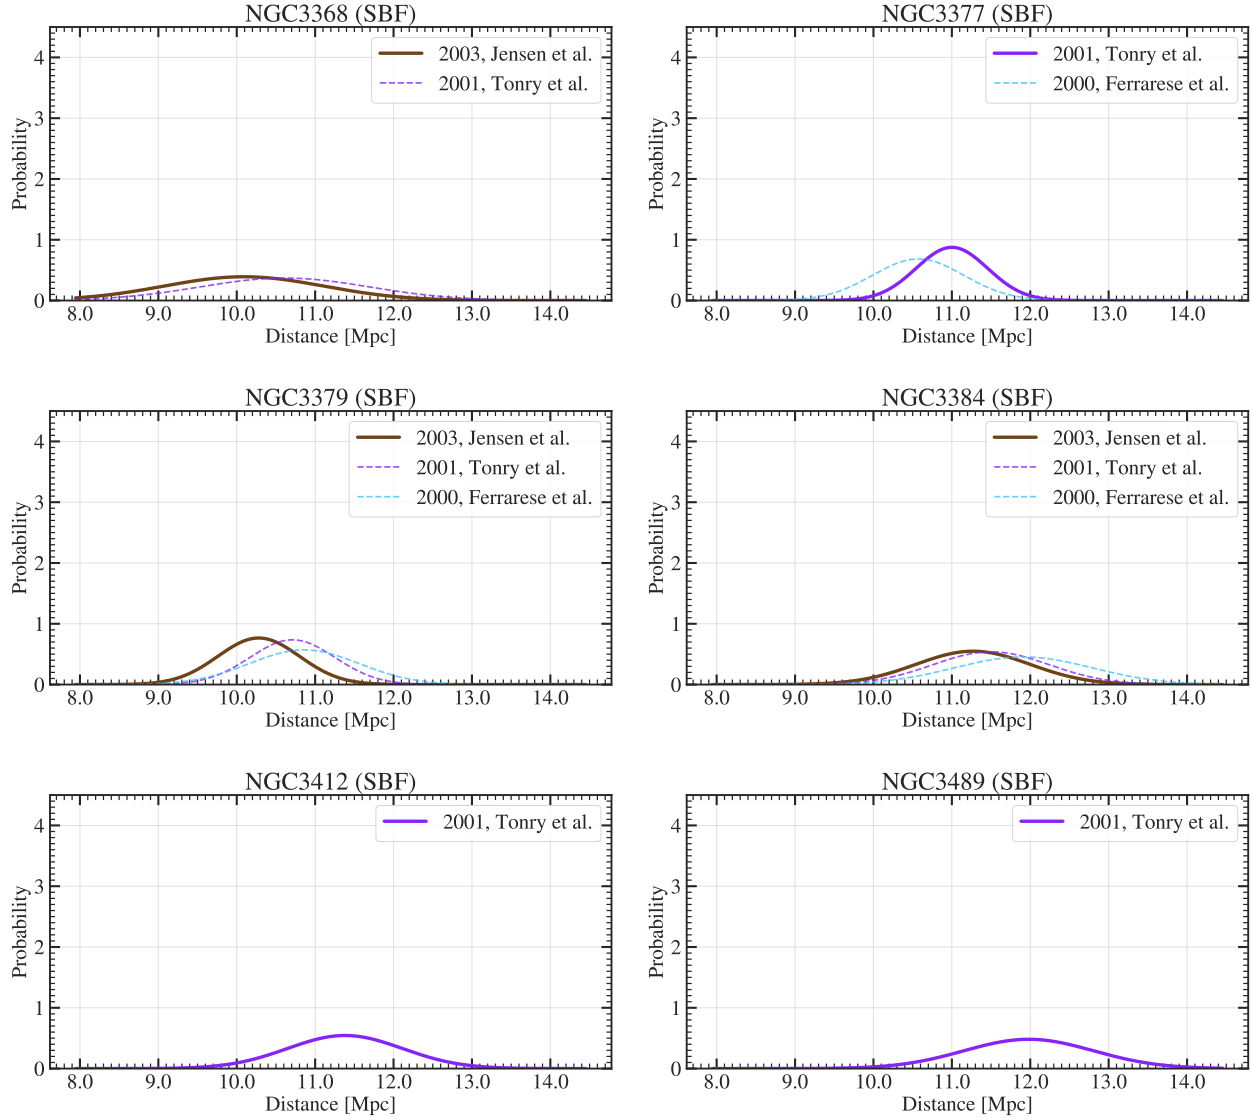 NGC3368 (SBF)
2003, Jensen et al.
2001, Tonry et al.
Probability
4
3
2
1
0
8.0 9.0 10.0 11.0 12.0 13.0 14.0
Distance [Mpc]
NGC3377 (SBF)
2001, Tonry et al.
2000, Ferrarese et al.
Probability
4
3
2
1
0
8.0 9.0 10.0 11.0 12.0 13.0 14.0
Distance [Mpc]
NGC3379 (SBF)
2003, Jensen et al.
2001, Tonry et al.
2000, Ferrarese et al.
Probability
4
3
2
1
0
8.0 9.0 10.0 11.0 12.0 13.0 14.0
Distance [Mpc]
NGC3384 (SBF)
2003, Jensen et al.
2001, Tonry et al.
2000, Ferrarese et al.
Probability
4
3
2
1
0
8.0 9.0 10.0 11.0 12.0 13.0 14.0
Distance [Mpc]
NGC3412 (SBF)
2001, Tonry et al.
Probability
4
3
2
1
0
8.0 9.0 10.0 11.0 12.0 13.0 14.0
Distance [Mpc]
NGC3489 (SBF)
2001, Tonry et al.
Probability
4
3
2
1
0
8.0 9.0 10.0 11.0 12.0 13.0 14.0
Distance [Mpc]